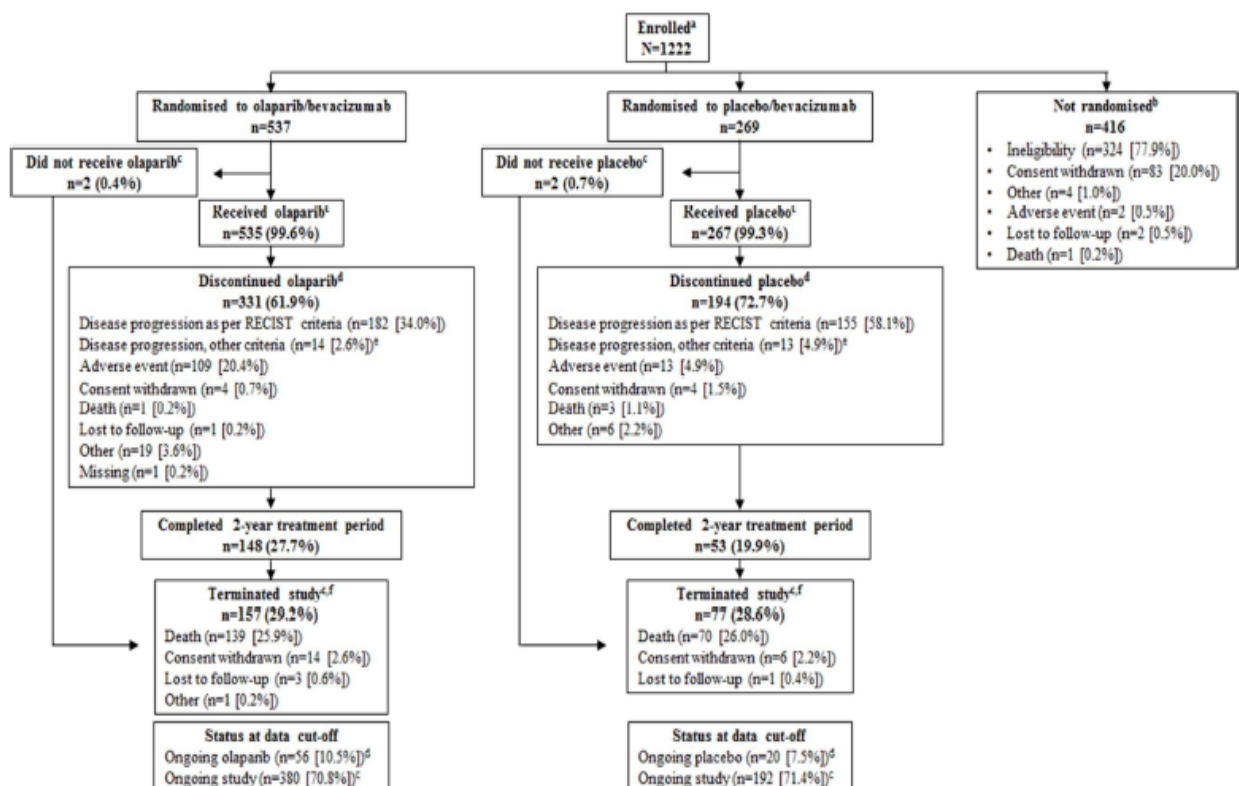 Enrolledᵃ
N=1222
Randomised to olaparib/bevacizumab
n=537
Randomised to placebo/bevacizumab
n=269
Not randomisedᵇ
n=416
• Ineligibility (n=324 [77.9%])
• Consent withdrawn (n=83 [20.0%])
• Other (n=4 [1.0%])
• Adverse event (n=2 [0.5%])
• Lost to follow-up (n=2 [0.5%])
• Death (n=1 [0.2%])
Did not receive olaparibᶜ
n=2 (0.4%)
Did not receive placeboᶜ
n=2 (0.7%)
Received olaparibᶜ
n=535 (99.6%)
Received placeboᶜ
n=267 (99.3%)
Discontinued olaparibᵈ
n=331 (61.9%)
Disease progression as per RECIST criteria (n=182 [34.0%])
Disease progression, other criteria (n=14 [2.6%])ᵉ
Adverse event (n=109 [20.4%])
Consent withdrawn (n=4 [0.7%])
Death (n=1 [0.2%])
Lost to follow-up (n=1 [0.2%])
Other (n=19 [3.6%])
Missing (n=1 [0.2%])
Discontinued placeboᵈ
n=194 (72.7%)
Disease progression as per RECIST criteria (n=155 [58.1%])
Disease progression, other criteria (n=13 [4.9%])ᵉ
Adverse event (n=13 [4.9%])
Consent withdrawn (n=4 [1.5%])
Death (n=3 [1.1%])
Other (n=6 [2.2%])
Completed 2-year treatment period
n=148 (27.7%)
Completed 2-year treatment period
n=53 (19.9%)
Terminated studyᶜ,ᶠ
n=157 (29.2%)
Death (n=139 [25.9%])
Consent withdrawn (n=14 [2.6%])
Lost to follow-up (n=3 [0.6%])
Other (n=1 [0.2%])
Terminated studyᶜ,ᶠ
n=77 (28.6%)
Death (n=70 [26.0%])
Consent withdrawn (n=6 [2.2%])
Lost to follow-up (n=1 [0.4%])
Status at data cut-off
Ongoing olaparib (n=56 [10.5%])ᵈ
Ongoing study (n=380 [70.8%])ᶜ
Status at data cut-off
Ongoing placebo (n=20 [7.5%])ᵈ
Ongoing study (n=192 [71.4%])ᶜ